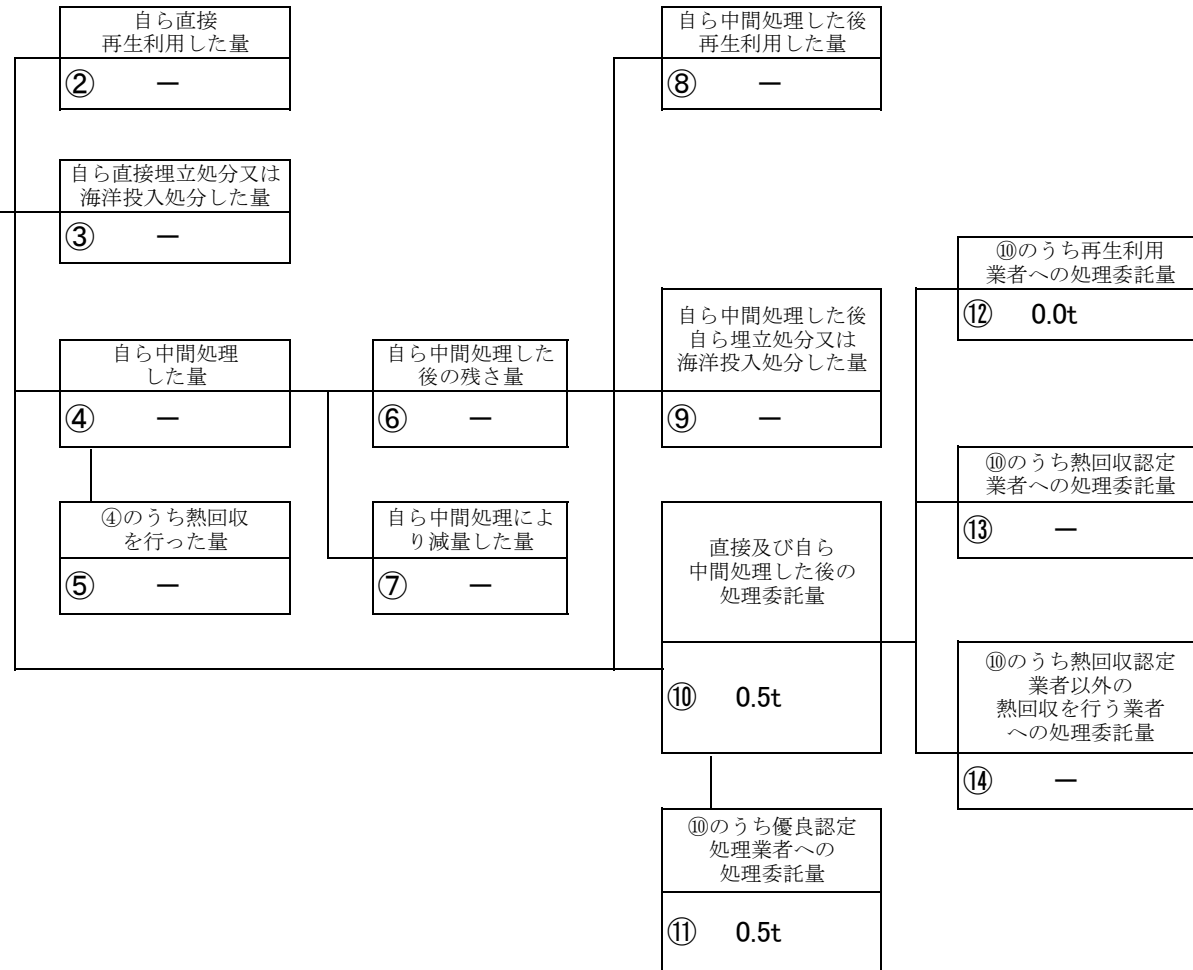 自ら直接
再生利用した量
② ー
自ら直接埋立処分又は
海洋投入処分した量
③ ー
自ら中間処理
した量
④ ー
④のうち熱回収
を行った量
⑤ ー
自ら中間処理した
後の残さ量
⑥ ー
自ら中間処理によ
り減量した量
⑦ ー
自ら中間処理した後
再生利用した量
⑧ ー
自ら中間処理した後
自ら埋立処分又は
海洋投入処分した量
⑨ ー
直接及び自ら
中間処理した後の
処理委託量
⑩ 0.5t
⑩のうち優良認定
処理業者への
処理委託量
⑪ 0.5t
⑩のうち再生利用
業者への処理委託量
⑫ 0.0t
⑩のうち熱回収認定
業者への処理委託量
⑬ ー
⑩のうち熱回収認定
業者以外の
熱回収を行う業者
への処理委託量
⑭ ー